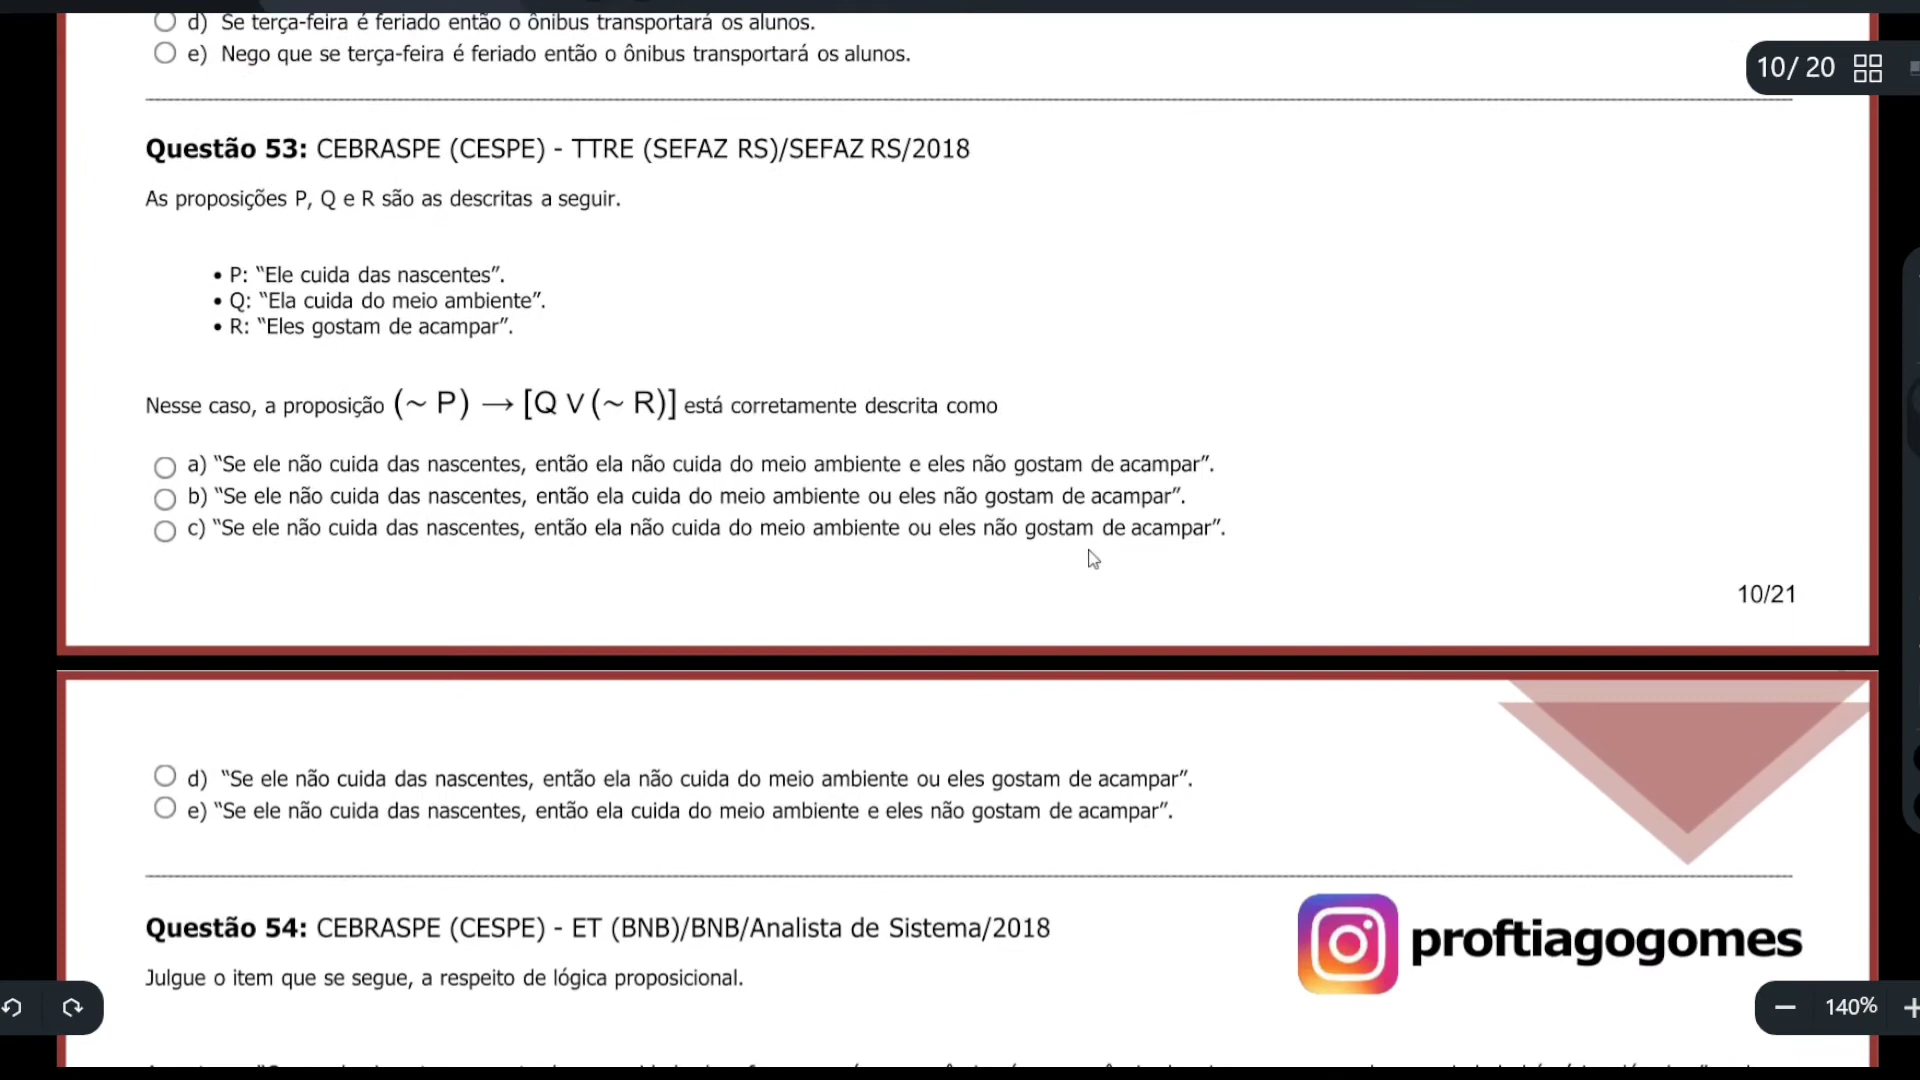 d) Se terça-feira é feriado então o ônibus transportará os alunos.
e) Nego que se terça-feira é feriado então o ônibus transportará os alunos.
10/ 20
Questão 53: CEBRASPE (CESPE) - TTRE (SEFAZ RS)/SEFAZ RS/2018
As proposições P, Q e R são as descritas a seguir.
• P: “Ele cuida das nascentes”.
• Q: “Ela cuida do meio ambiente”.
• R: “Eles gostam de acampar”.
Nesse caso, a proposição (~ P) → [Q ∨ (~ R)] está corretamente descrita como
a) “Se ele não cuida das nascentes, então ela não cuida do meio ambiente e eles não gostam de acampar”.
b) “Se ele não cuida das nascentes, então ela cuida do meio ambiente ou eles não gostam de acampar”.
c) “Se ele não cuida das nascentes, então ela não cuida do meio ambiente ou eles não gostam de acampar”.
10/21
d) “Se ele não cuida das nascentes, então ela não cuida do meio ambiente ou eles gostam de acampar”.
e) “Se ele não cuida das nascentes, então ela cuida do meio ambiente e eles não gostam de acampar”.
Questão 54: CEBRASPE (CESPE) - ET (BNB)/BNB/Analista de Sistema/2018
proftiagogomes
Julgue o item que se segue, a respeito de lógica proposicional.
140%